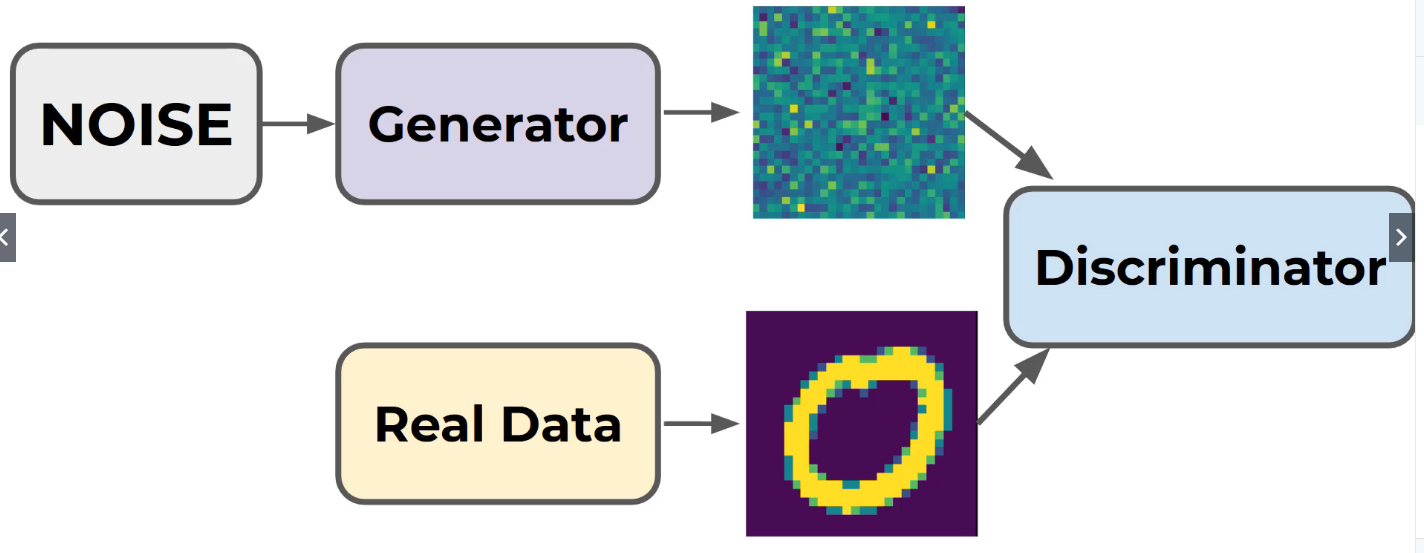 NOISE
Generator
Discriminator
Real Data